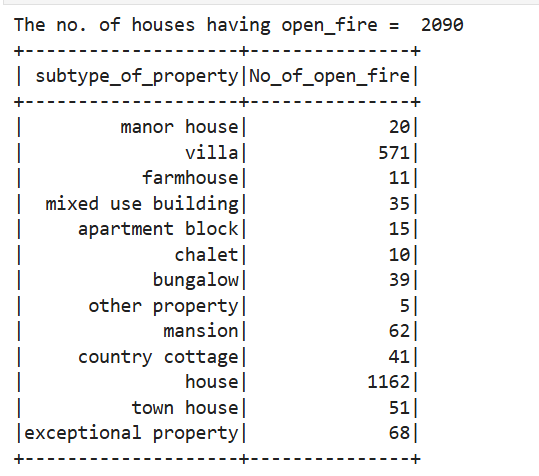 The no. of houses having open_fire =  2090
+--------------------+---------------+
| subtype_of_property|No_of_open_fire|
+--------------------+---------------+
|         manor house|             20|
|               villa|            571|
|           farmhouse|             11|
|  mixed use building|             35|
|     apartment block|             15|
|              chalet|             10|
|            bungalow|             39|
|      other property|              5|
|             mansion|             62|
|     country cottage|             41|
|               house|           1162|
|          town house|             51|
|exceptional property|             68|
+--------------------+---------------+